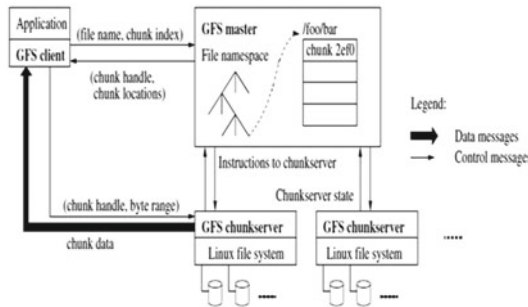 Application
GFS client
(file name, chunk index)
(chunk handle,
chunk locations)
GFS master
File namespace
/foo/bar
chunk 2ef0
Legend:
Data messages
Control messages
Instructions to chunkserver
Chunkserver state
(chunk handle, byte range)
chunk data
GFS chunkserver
Linux file system
GFS chunkserver
Linux file system